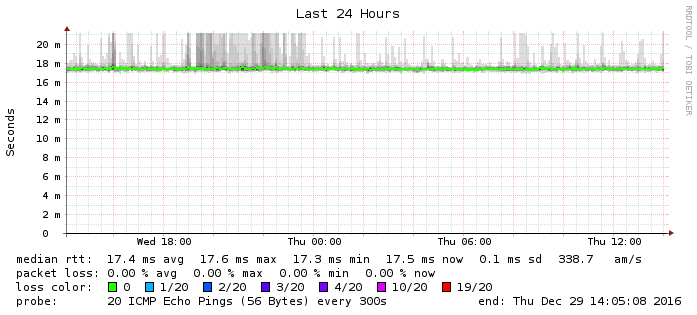 Last 24 Hours
RRDTOOL / TOBI OETIKER
Seconds
20 m
18 m
16 m
14 m
12 m
10 m
8 m
6 m
4 m
2 m
0
Wed 18:00 Thu 00:00 Thu 06:00 Thu 12:00
median rtt: 17.4 ms avg 17.6 ms max 17.3 ms min 17.5 ms now 0.1 ms sd 338.7 am/s
packet loss: 0.00 % avg 0.00 % max 0.00 % min 0.00 % now
loss color: 0 1/20 2/20 3/20 4/20 10/20 19/20
probe: 20 ICMP Echo Pings (56 Bytes) every 300s end: Thu Dec 29 14:05:08 2016